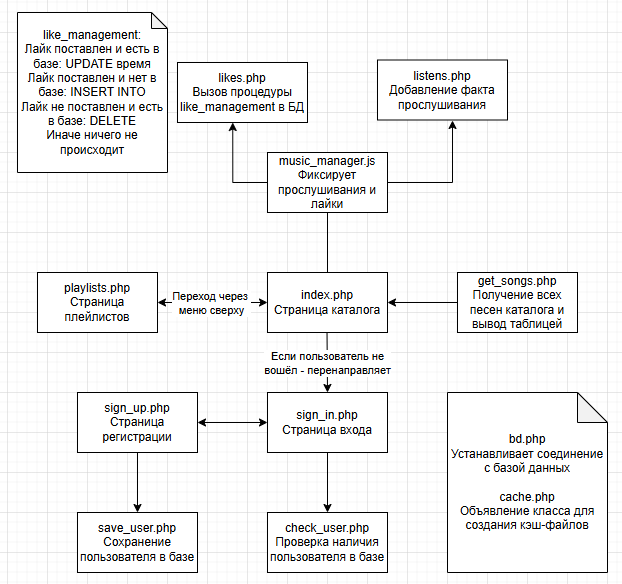 like_management:
Лайк поставлен и есть в
базе: UPDATE время
Лайк поставлен и нет в
базе: INSERT INTO
Лайк не поставлен и есть
в базе: DELETE
Иначе ничего не
происходит
likes.php
Вызов процедуры
like_management в БД
listens.php
Добавление факта
прослушивания
music_manager.js
Фиксирует
прослушивания и
лайки
playlists.php
Страница
плейлистов
Переход через
меню сверху
index.php
Страница каталога
get_songs.php
Получение всех
песен каталога и
вывод таблицей
Если пользователь не
вошёл - перенаправляет
sign_up.php
Страница
регистрации
sign_in.php
Страница входа
bd.php
Устанавливает соединение
с базой данных
cache.php
Объявление класса для
создания кэш-файлов
save_user.php
Сохранение
пользователя в базе
check_user.php
Проверка наличия
пользователя в базе